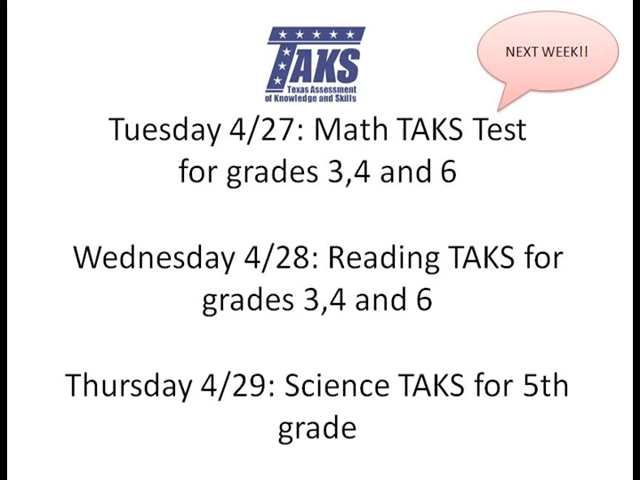 TAKS
Texas Assessment
of Knowledge and Skills
NEXT WEEK!!
Tuesday 4/27: Math TAKS Test
for grades 3,4 and 6
Wednesday 4/28: Reading TAKS for
grades 3,4 and 6
Thursday 4/29: Science TAKS for 5th
grade